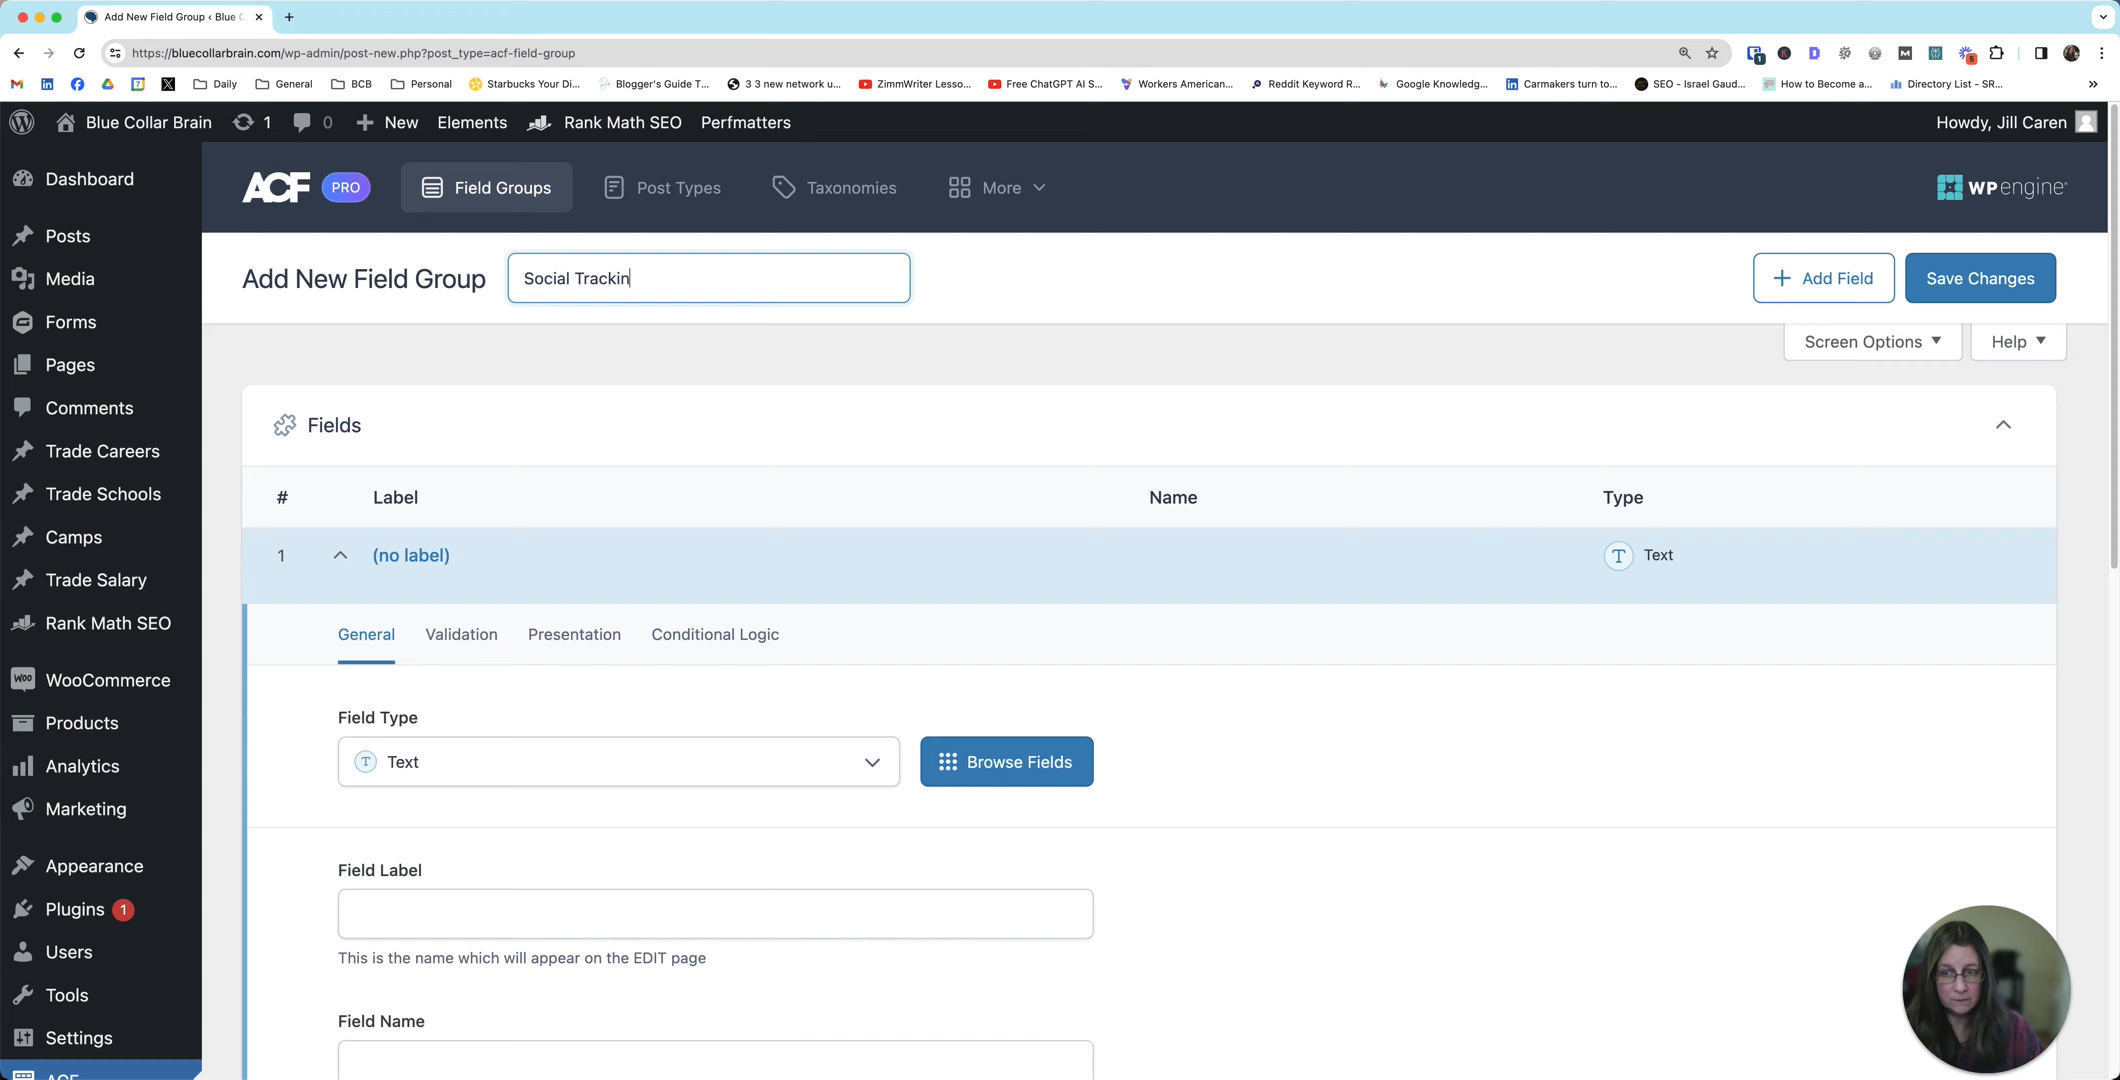 Add New Field Group ‹ Blue C
https://bluecollarbrain.com/wp-admin/post-new.php?post_type=acf-field-group
Daily General BCB Personal Starbucks Your Di... Blogger's Guide T... 3 3 new network u... ZimmWriter Lesso... Free ChatGPT AI S... Workers American... Reddit Keyword R... Google Knowledg... Carmakers turn to... SEO - Israel Gaud... How to Become a... Directory List - SR...
Blue Collar Brain 1 0 New Elements Rank Math SEO Perfmatters Howdy, Jill Caren
Dashboard
Posts
Media
Forms
Pages
Comments
Trade Careers
Trade Schools
Camps
Trade Salary
Rank Math SEO
WooCommerce
Products
Analytics
Marketing
Appearance
Plugins 1
Users
Tools
Settings
ACF
ACF PRO Field Groups Post Types Taxonomies More WP engine
Add New Field Group Social Trackin Add Field Save Changes
Screen Options Help
Fields
# Label Name Type
1 (no label) T Text
General Validation Presentation Conditional Logic
Field Type
T Text Browse Fields
Field Label
This is the name which will appear on the EDIT page
Field Name